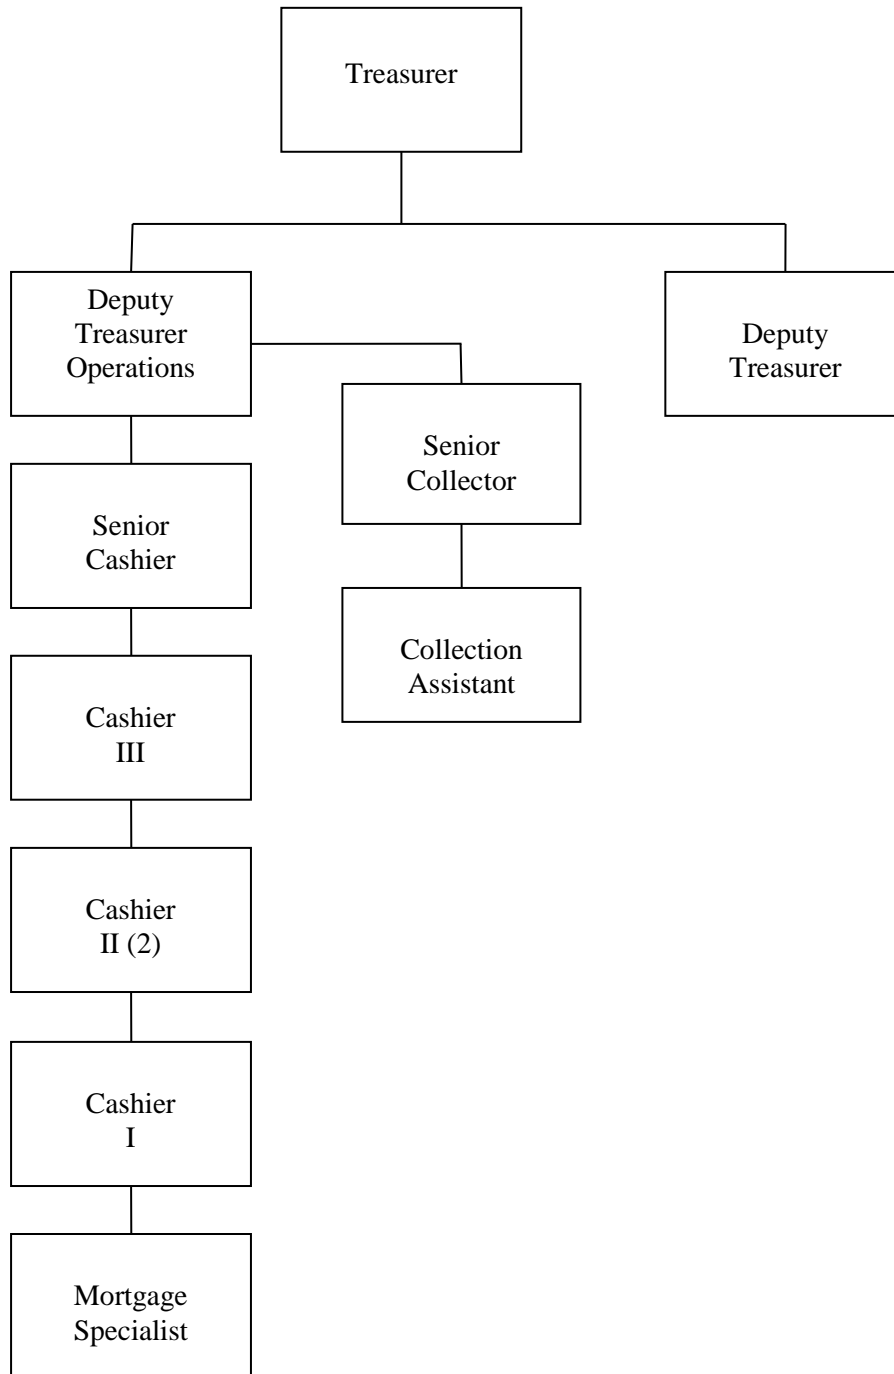 Treasurer
Deputy
Treasurer
Operations
Deputy
Treasurer
Senior
Collector
Senior
Cashier
Collection
Assistant
Cashier
III
Cashier
II (2)
Cashier
I
Mortgage
Specialist